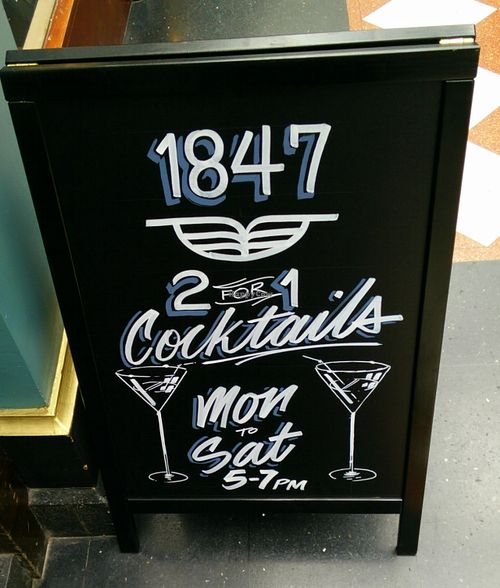 1847
2 FOR 1
Cocktails
Mon
TO
Sat
5-7PM